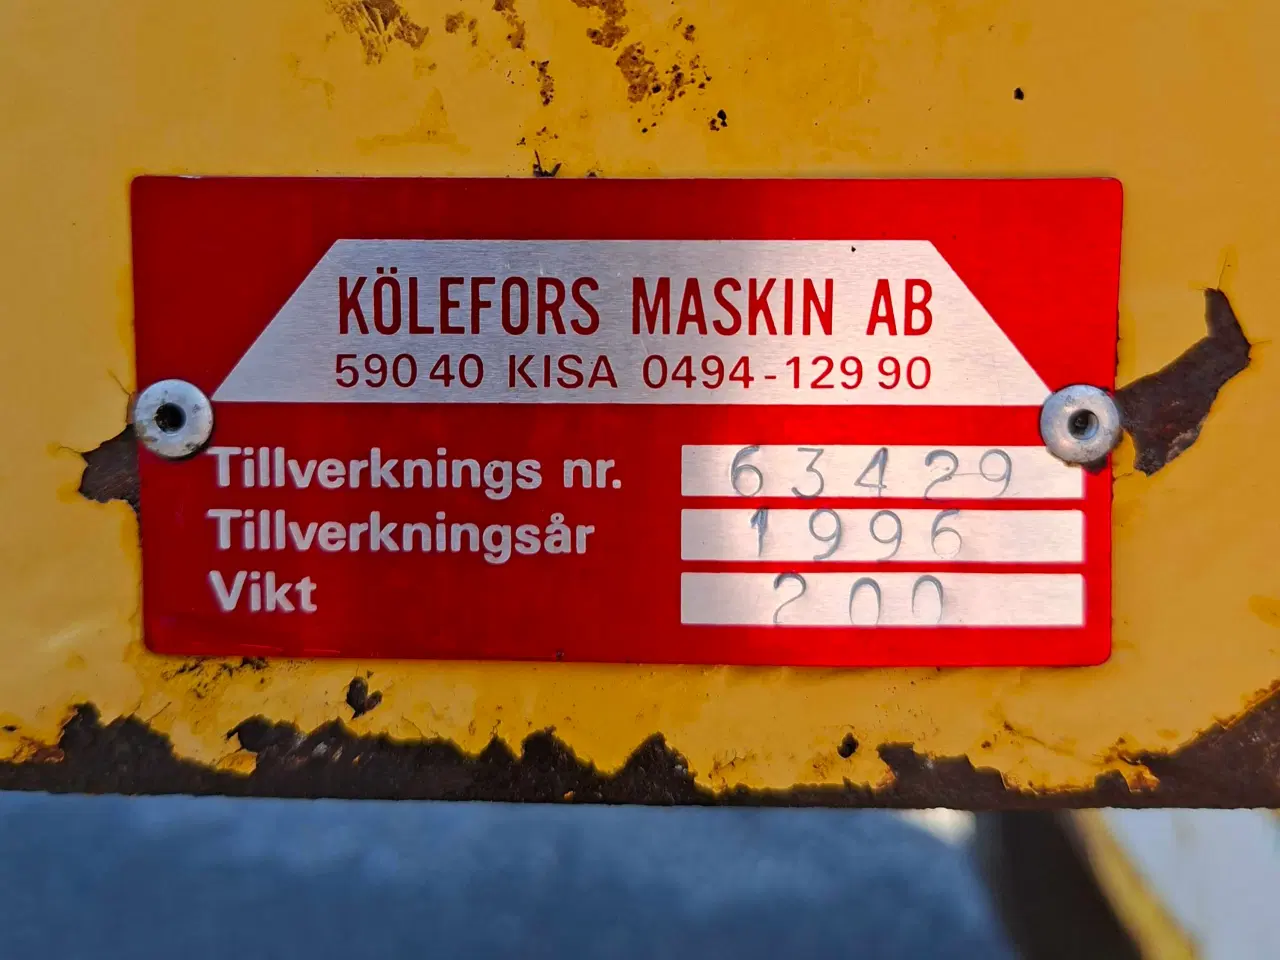 KÖLEFORS MASKIN AB
590 40 KISA 0494-129 90
Tillverknings nr. 63429
Tillverkningsår 1996
Vikt 200